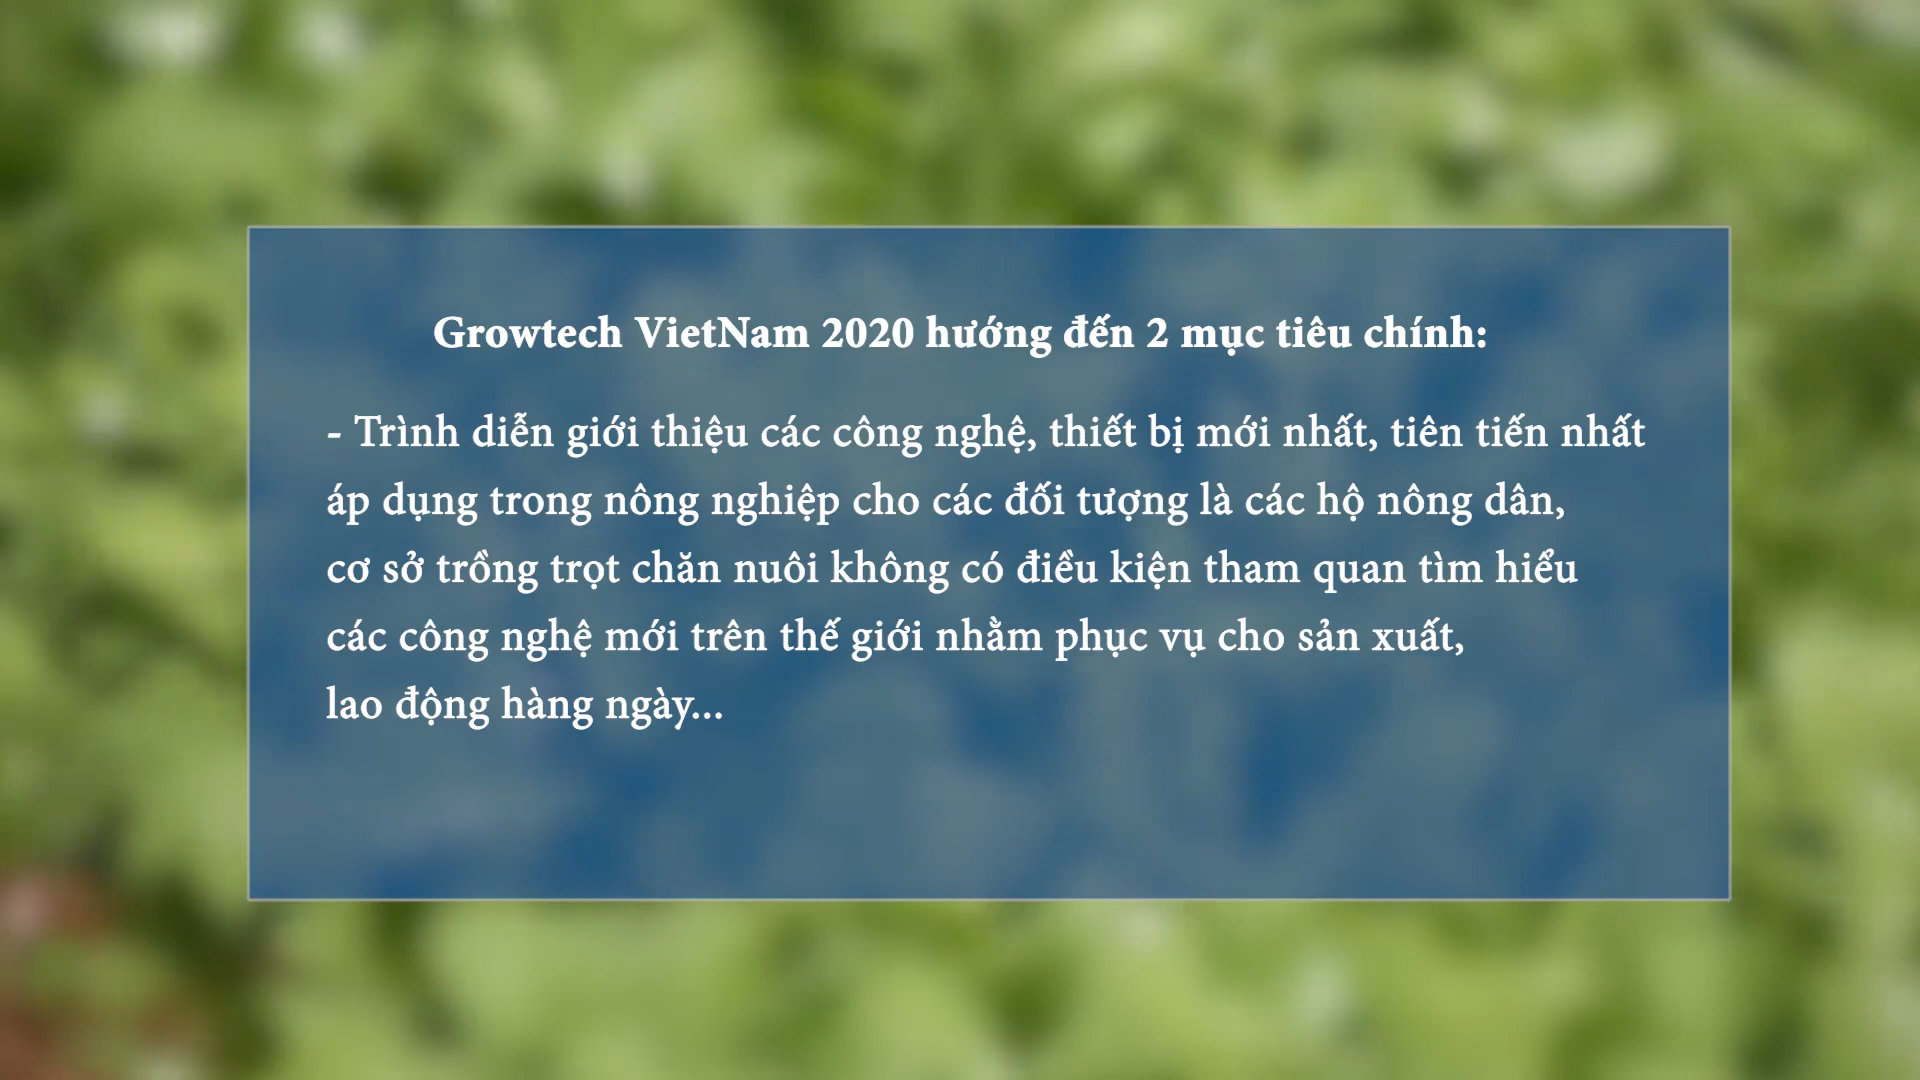 Growtech VietNam 2020 hướng đến 2 mục tiêu chính:
- Trình diễn giới thiệu các công nghệ, thiết bị mới nhất, tiên tiến nhất
áp dụng trong nông nghiệp cho các đối tượng là các hộ nông dân,
cơ sở trồng trọt chăn nuôi không có điều kiện tham quan tìm hiểu
các công nghệ mới trên thế giới nhằm phục vụ cho sản xuất,
lao động hàng ngày...